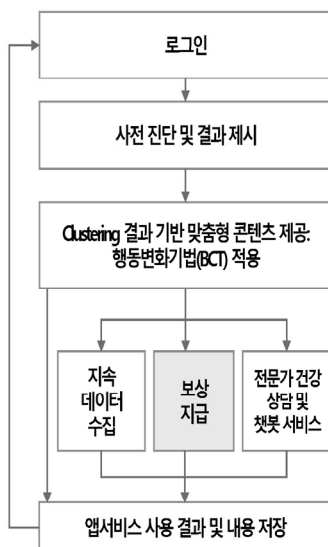 로그인
사전 진단 및 결과 제시
Clustering 결과 기반 맞춤형 콘텐츠 제공:
행동변화기법(BCT) 적용
지속
데이터
수집
보상
지급
전문가 건강
상담 및
챗봇 서비스
앱서비스 사용 결과 및 내용 저장